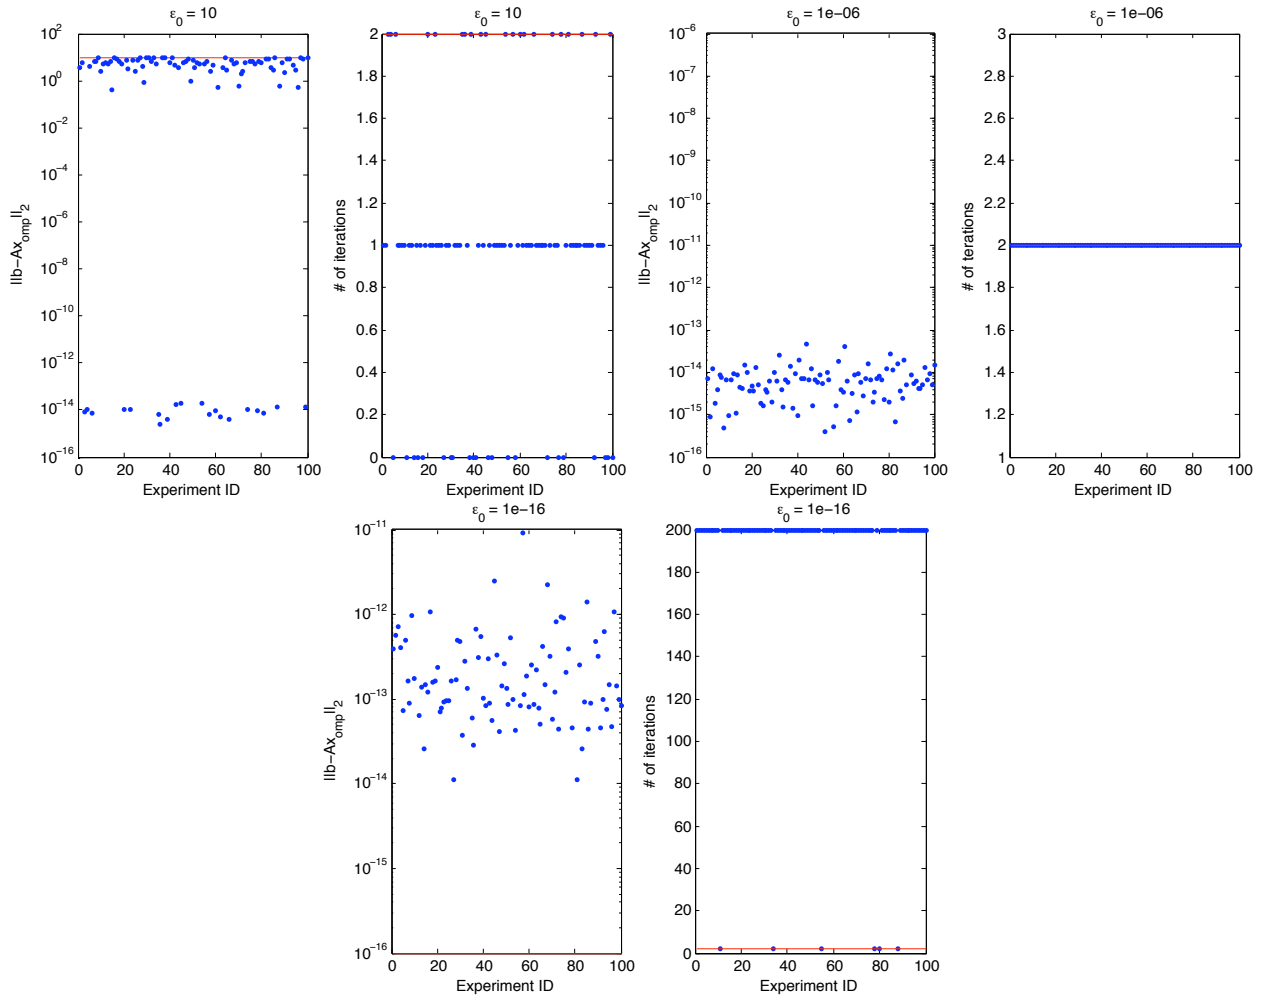 ε₀ = 10
||b−Ax_omp||₂
10² 10⁰ 10⁻² 10⁻⁴ 10⁻⁶ 10⁻⁸ 10⁻¹⁰ 10⁻¹² 10⁻¹⁴ 10⁻¹⁶
0 20 40 60 80 100
Experiment ID
ε₀ = 10
# of iterations
2 1.8 1.6 1.4 1.2 1 0.8 0.6 0.4 0.2 0
0 20 40 60 80 100
Experiment ID
ε₀ = 1e−06
||b−Ax_omp||₂
10⁻⁶ 10⁻⁷ 10⁻⁸ 10⁻⁹ 10⁻¹⁰ 10⁻¹¹ 10⁻¹² 10⁻¹³ 10⁻¹⁴ 10⁻¹⁵ 10⁻¹⁶
0 20 40 60 80 100
Experiment ID
ε₀ = 1e−06
# of iterations
3 2.8 2.6 2.4 2.2 2 1.8 1.6 1.4 1.2 1
0 20 40 60 80 100
Experiment ID
ε₀ = 1e−16
||b−Ax_omp||₂
10⁻¹¹ 10⁻¹² 10⁻¹³ 10⁻¹⁴ 10⁻¹⁵ 10⁻¹⁶
0 20 40 60 80 100
Experiment ID
ε₀ = 1e−16
# of iterations
200 180 160 140 120 100 80 60 40 20 0
0 20 40 60 80 100
Experiment ID